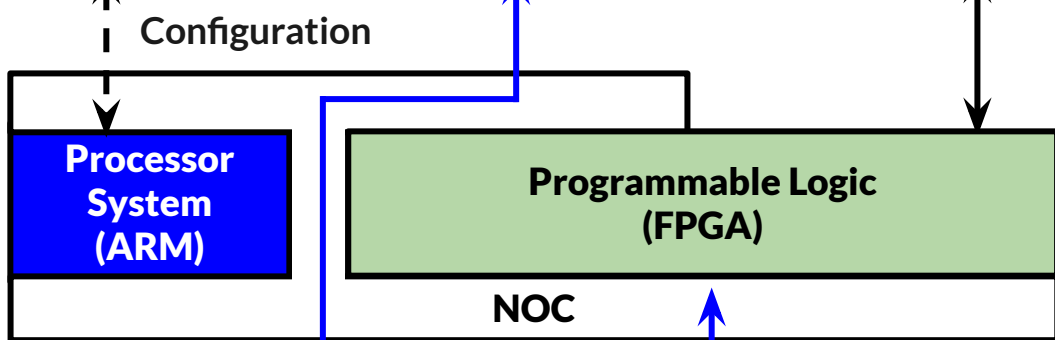 Configuration
Processor
System
(ARM)
Programmable Logic
(FPGA)
NOC